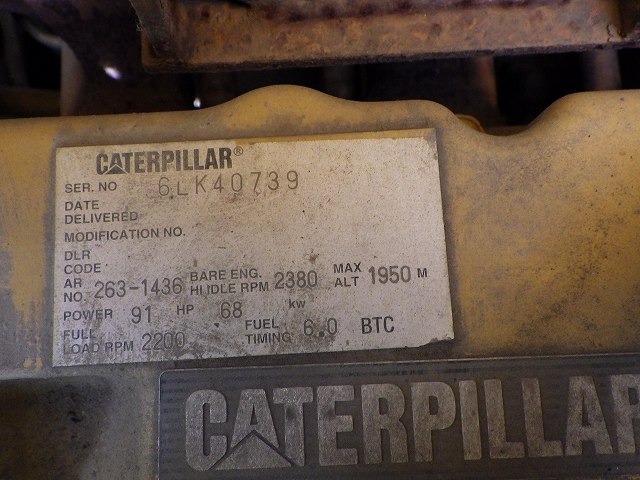 CATERPILLAR®
SER. NO 6LK40739
DATE
DELIVERED
MODIFICATION NO.
DLR
CODE
AR
NO. 263-1436 BARE ENG.
HI IDLE RPM 2380 MAX
ALT 1950 M
POWER 91 HP 68 kw
FULL
LOAD RPM 2200 FUEL
TIMING 6.0 BTC
CATERPILLAR